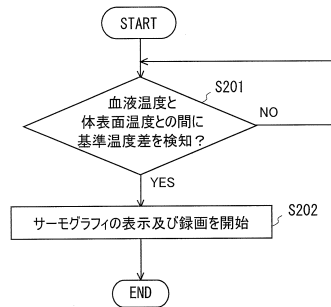 START
S201
血液温度と
体表面温度との間に
基準温度差を検知？
NO
YES
S202
サーモグラフィの表示及び録画を開始
END